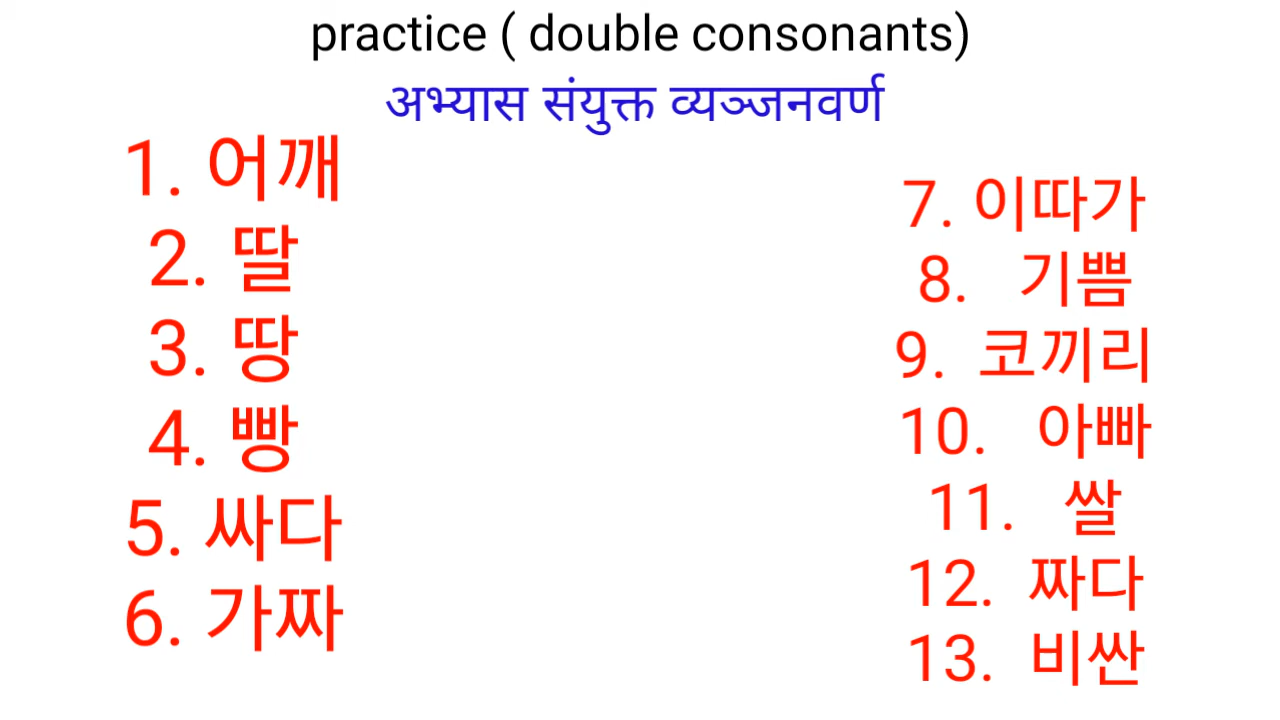 practice ( double consonants)
अभ्यास संयुक्त व्यञ्जनवर्ण
1. 어깨
2. 딸
3. 땅
4. 빵
5. 싸다
6. 가짜
7. 이따가
8. 기쁨
9. 코끼리
10. 아빠
11. 쌀
12. 짜다
13. 비싼